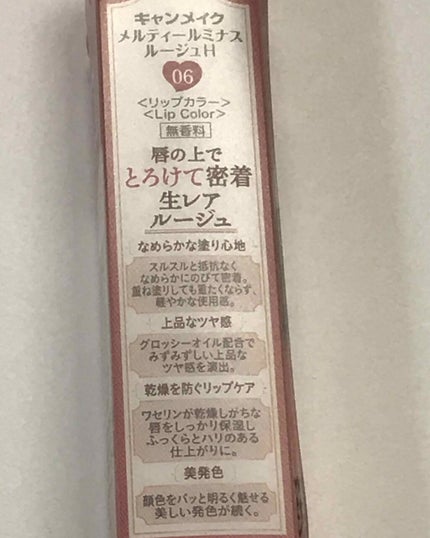 キャンメイク
メルティールミナス
ルージュH
06
＜リップカラー＞
＜Lip Color＞
無香料
唇の上で
とろけて密着
生レア
ルージュ
なめらかな塗り心地
スルスルと抵抗なく
なめらかにのびて密着。
重ね塗りしても重たくならず、
軽やかな使用感。
上品なツヤ感
グロッシーオイル配合で
みずみずしい上品な
ツヤ感を演出。
乾燥を防ぐリップケア
ワセリンが乾燥しがちな
唇をしっかり保湿し
ふっくらとハリのある
仕上がりに。
美発色
顔色をパッと明るく魅せる
美しい発色が続く。